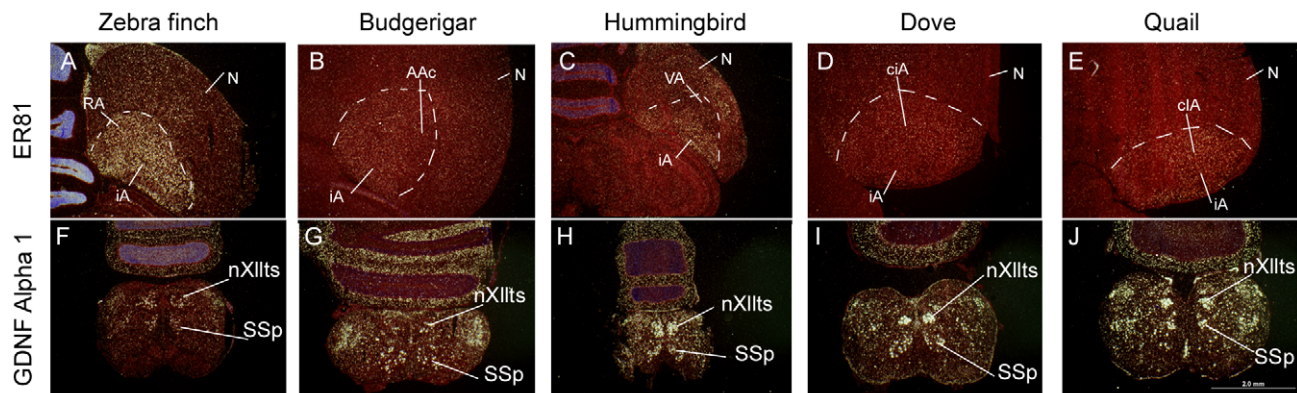 Zebra finch Budgerigar Hummingbird Dove Quail
ER81
A RA N iA
B AAc N iA
C VA N iA
D ciA N iA
E cIA N iA
GDNF Alpha 1
F nXIIts SSp
G nXIIts SSp
H nXIIts SSp
I nXIIts SSp
J nXIIts SSp
2.0 mm